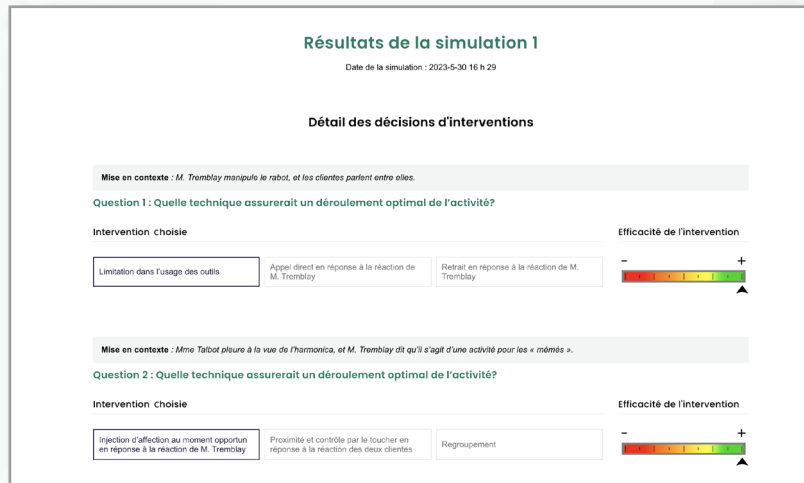 Résultats de la simulation 1
Date de la simulation : 2023-5-30 16 h 29
Détail des décisions d'interventions
Mise en contexte : M. Tremblay manipule le rabot, et les clientes parlent entre elles.
Question 1 : Quelle technique assurerait un déroulement optimal de l'activité?
Intervention choisie
Efficacité de l'intervention
Limitation dans l'usage des outils
Appel direct en réponse à la réaction de
M. Tremblay
Retrait en réponse à la réaction de M.
Tremblay
- +
Mise en contexte : Mme Talbot pleure à la vue de l'harmonica, et M. Tremblay dit qu'il s'agit d'une activité pour les « mémés ».
Question 2 : Quelle technique assurerait un déroulement optimal de l'activité?
Intervention choisie
Efficacité de l'intervention
Injection d'affection au moment opportun
en réponse à la réaction de M. Tremblay
Proximité et contrôle par le toucher en
réponse à la réaction des deux clientes
Regroupement
- +